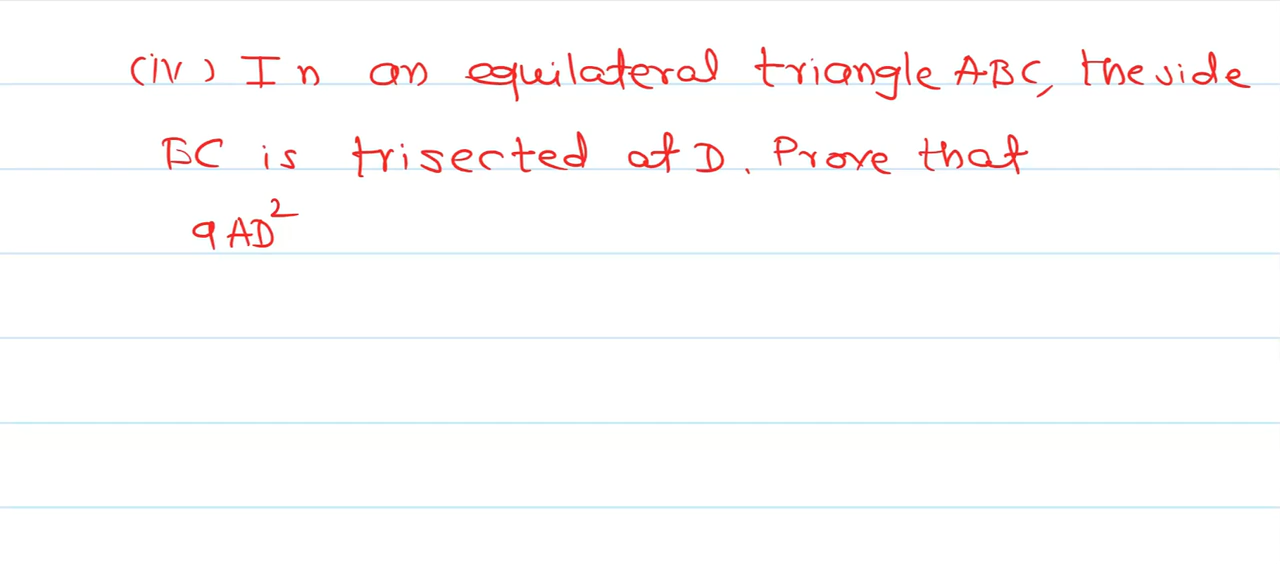 (iv) In an equilateral triangle ABC, the side
BC is trisected at D. Prove that
9AD²